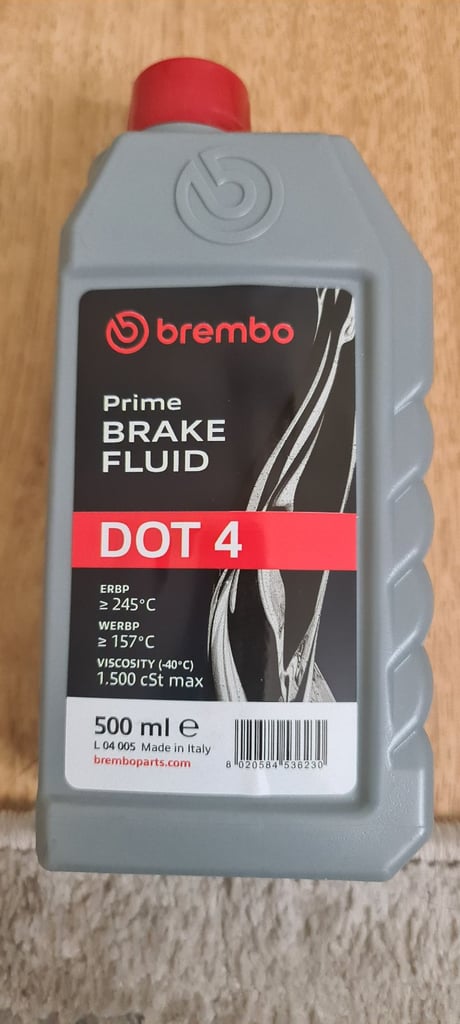 brembo
Prime
BRAKE
FLUID
DOT 4
ERBP
≥ 245°C
WERBP
≥ 157°C
VISCOSITY (-40°C)
1.500 cSt max
500 ml ℮
L 04 005 Made in Italy
bremboparts.com
8 020584 536230